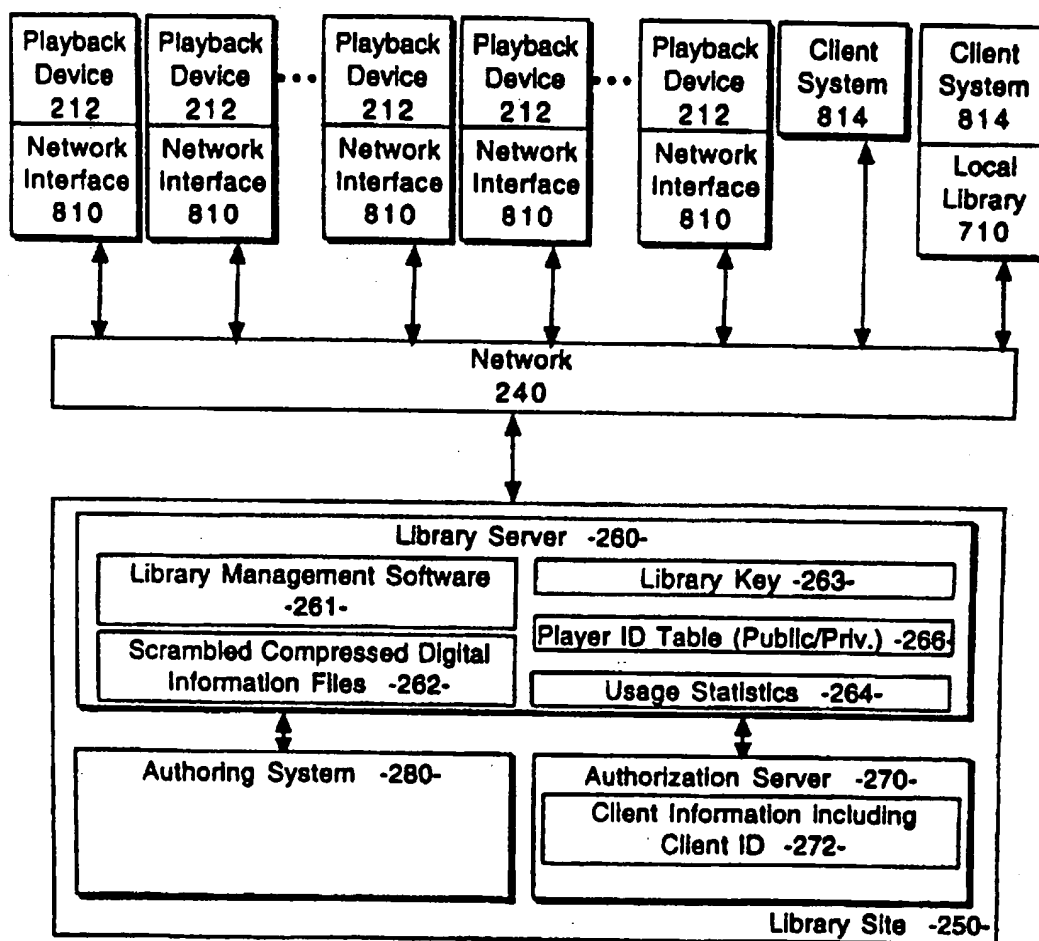 Playback
Device
212
Network
Interface
810
Playback
Device
212
Network
Interface
810
Playback
Device
212
Network
Interface
810
Playback
Device
212
Network
Interface
810
Playback
Device
212
Network
Interface
810
Client
System
814
Client
System
814
Local
Library
710
Network
240
Library Server -260-
Library Management Software
-261-
Scrambled Compressed Digital
Information Files -262-
Library Key -263-
Player ID Table (Public/Priv.) -266-
Usage Statistics -264-
Authoring System -280-
Authorization Server -270-
Client Information including
Client ID -272-
Library Site -250-